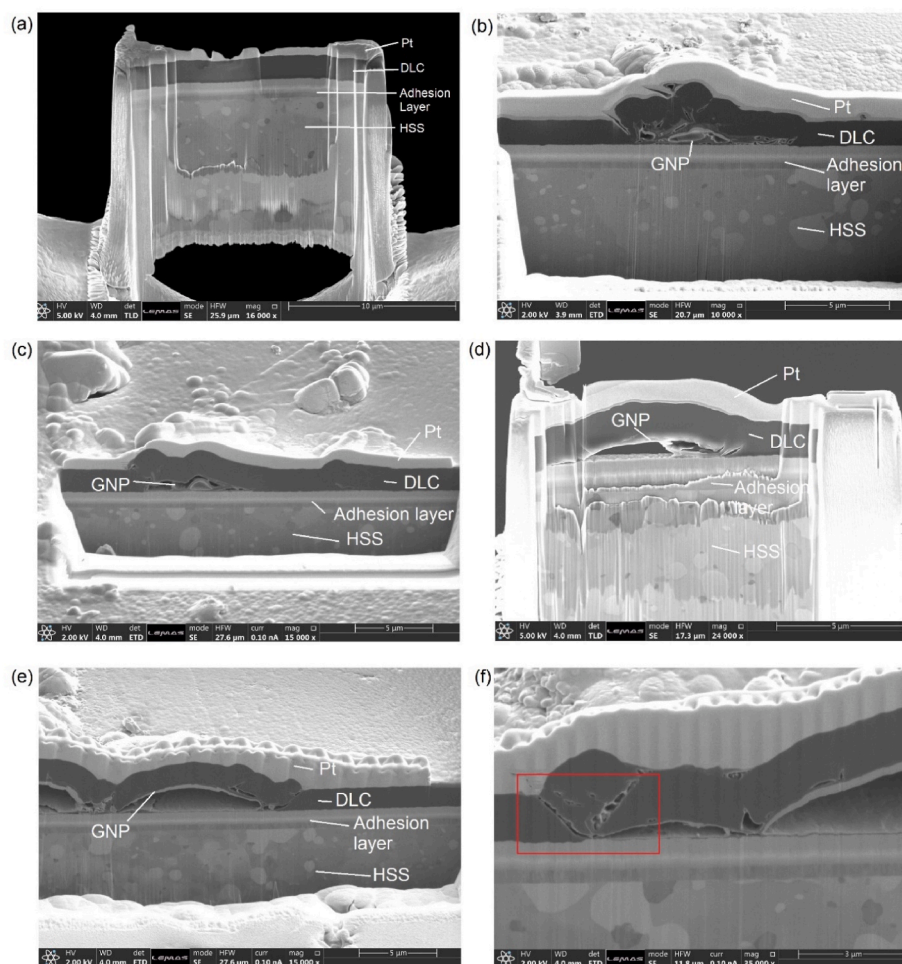 (a)
Pt
DLC
Adhesion
Layer
HSS
HV WD det mode HFW mag □ 10 μm
5.00 kV 4.0 mm TLD LEMAS SE 25.9 μm 16 000 x
(b)
Pt
DLC
GNP
Adhesion
layer
HSS
HV WD det mode HFW mag □ 5 μm
2.00 kV 3.9 mm ETD LEMAS SE 20.7 μm 10 000 x
(c)
Pt
GNP
DLC
Adhesion layer
HSS
HV WD det mode HFW curr mag □ 5 μm
2.00 kV 4.0 mm ETD LEMAS SE 27.6 μm 0.10 nA 15 000 x
(d)
Pt
GNP
DLC
Adhesion
layer
HSS
HV WD det mode HFW mag □ 5 μm
5.00 kV 4.0 mm TLD LEMAS SE 17.3 μm 24 000 x
(e)
Pt
DLC
GNP
Adhesion
layer
HSS
HV WD det mode HFW curr mag □ 5 μm
2.00 kV 4.0 mm ETD LEMAS SE 27.6 μm 0.10 nA 15 000 x
(f)
HV WD det mode HFW curr mag □ 3 μm
2.00 kV 4.0 mm ETD LEMAS SE 11.8 μm 0.10 nA 35 000 x